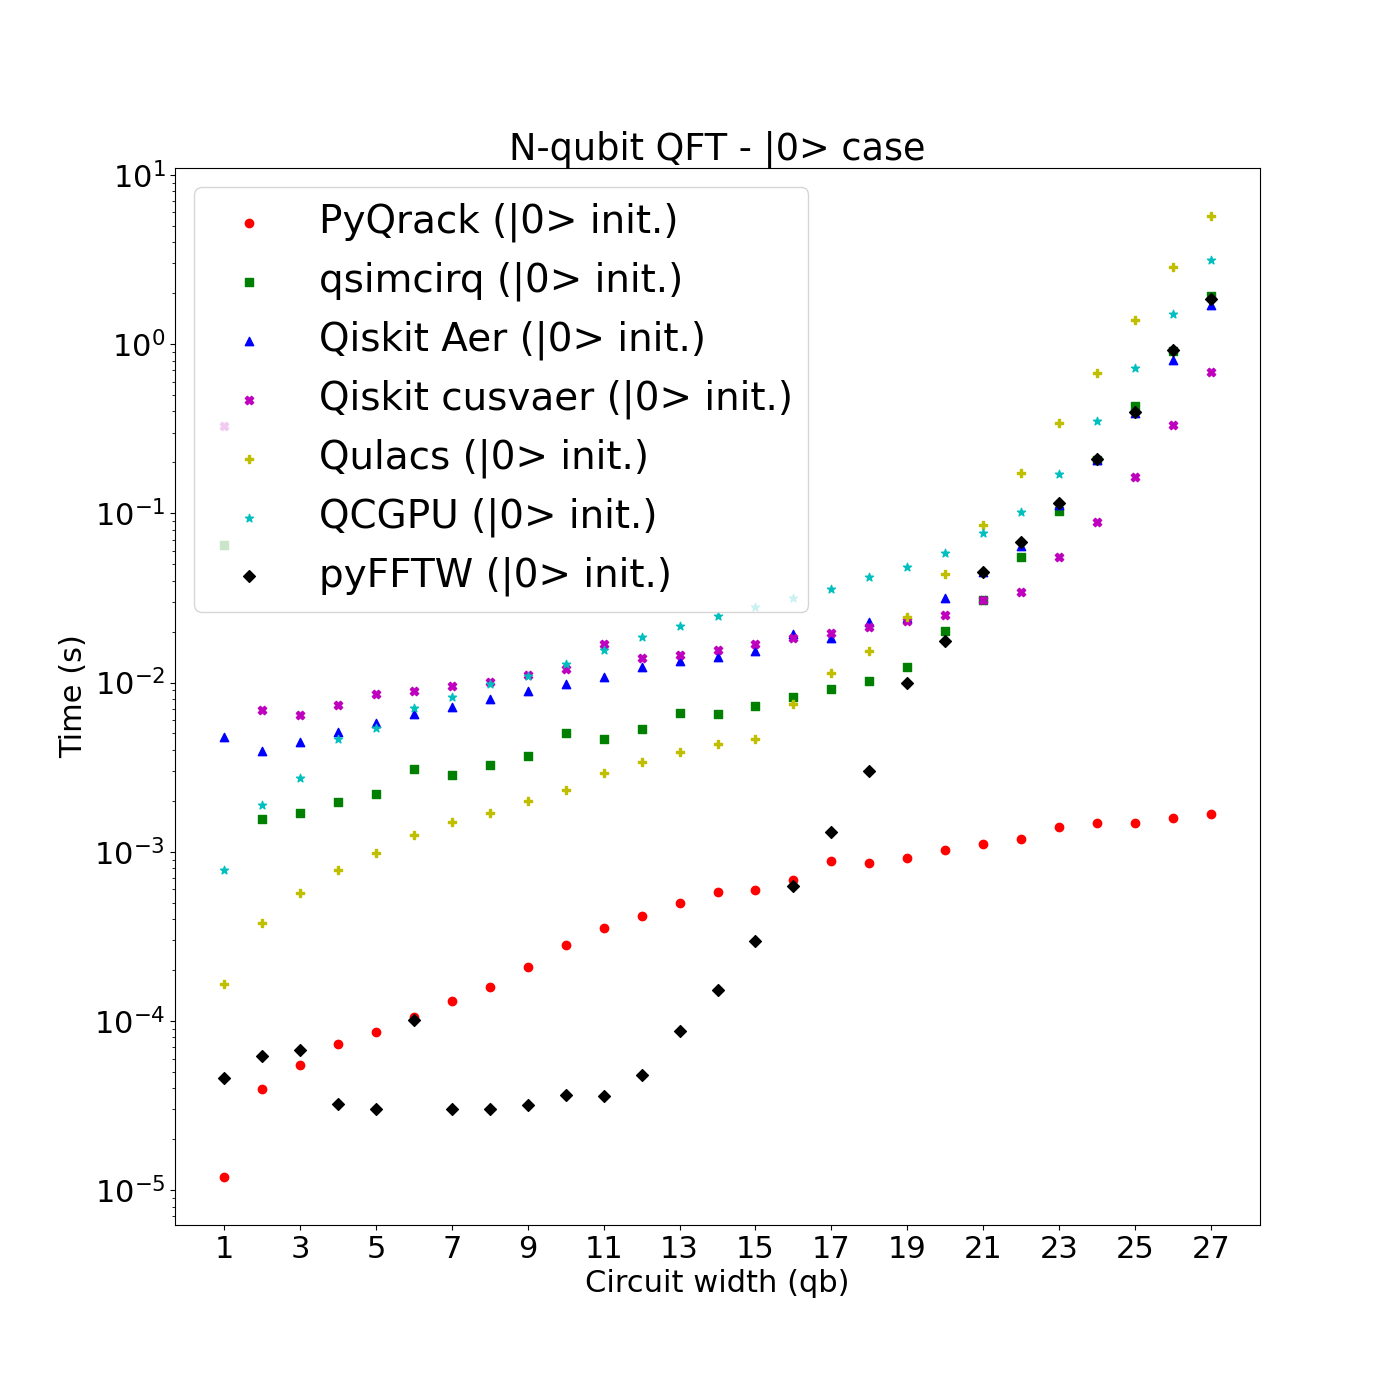 N-qubit QFT - |0> case
10^1
10^0
10^-1
10^-2
10^-3
10^-4
10^-5
Time (s)
PyQrack (|0> init.)
qsimcirq (|0> init.)
Qiskit Aer (|0> init.)
Qiskit cusvaer (|0> init.)
Qulacs (|0> init.)
QCGPU (|0> init.)
pyFFTW (|0> init.)
1 3 5 7 9 11 13 15 17 19 21 23 25 27
Circuit width (qb)